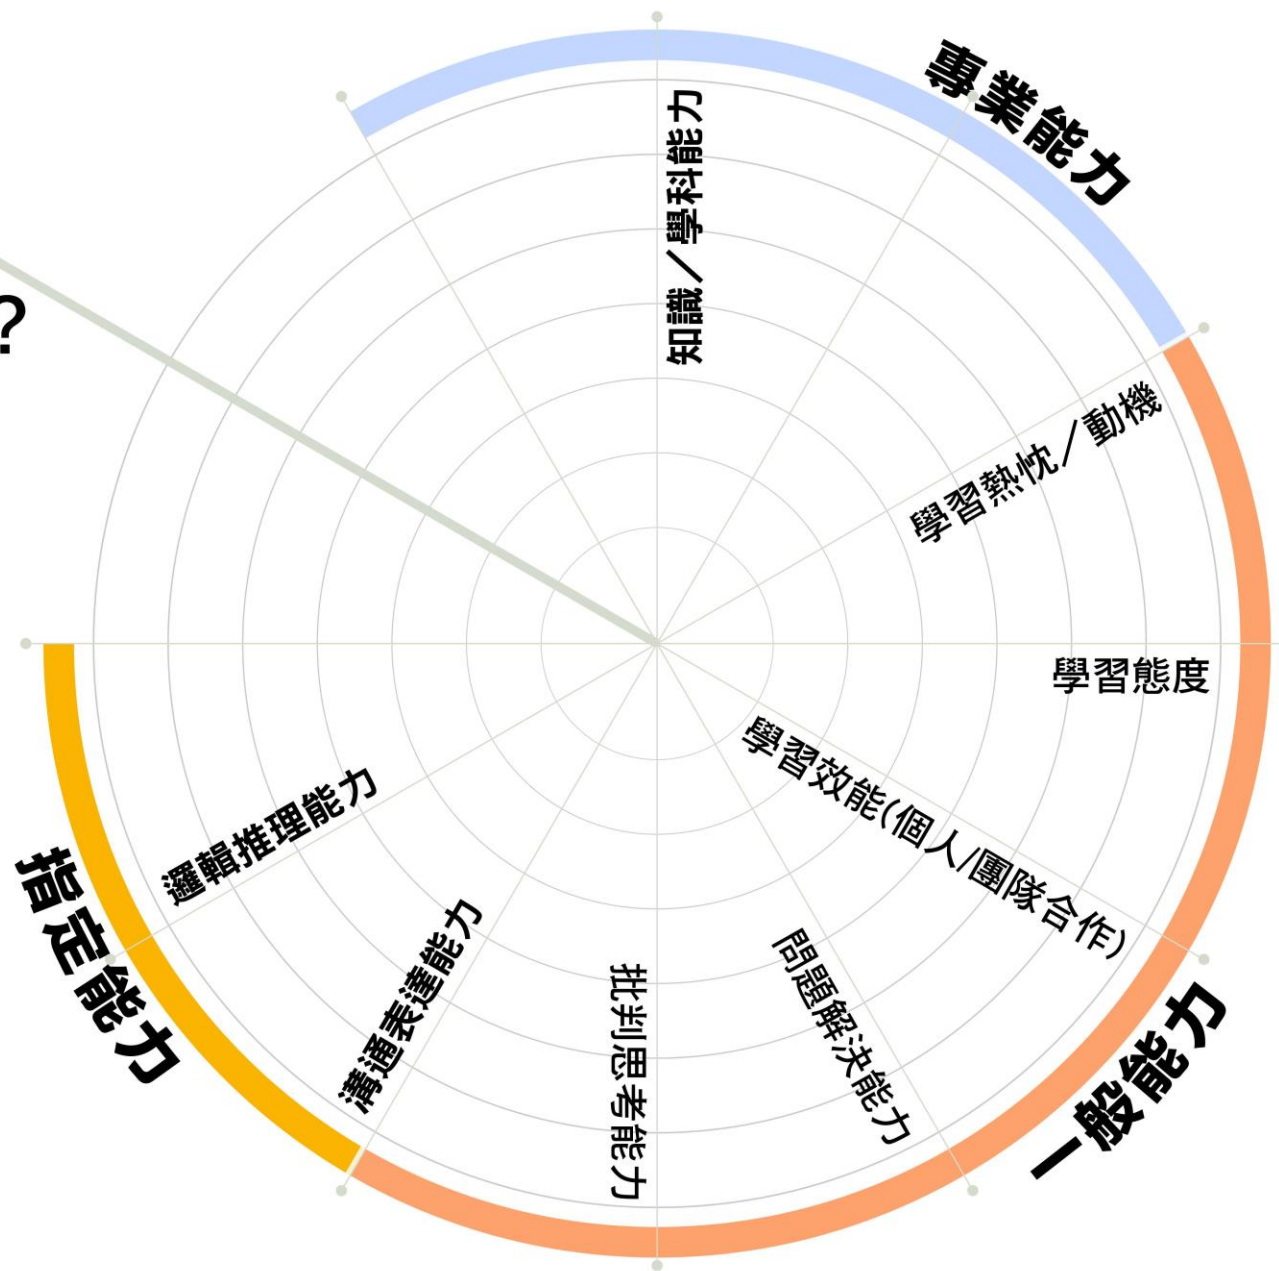 ?
專業能力
知識／學科能力
學習熱忱／動機
學習態度
學習效能(個人/團隊合作)
問題解決能力
一般能力
批判思考能力
溝通表達能力
邏輯推理能力
指定能力